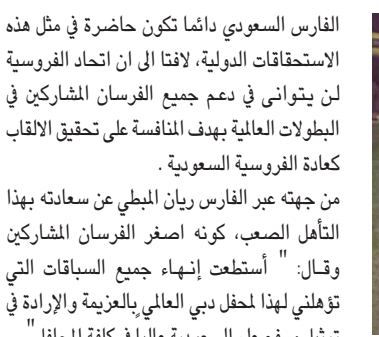 الفارس السعودي دائما تكون حاضرة في مثل هذه
الاستحقاقات الدولية، لافتا الى ان اتحاد الفروسية
لن يتوانى في دعم جميع الفرسان المشاركين في
البطولات العالمية بهدف المنافسة على تحقيق الالقاب
كعادة الفروسية السعودية .
من جهته عبر الفارس ريان المبطي عن سعادته بهذا
التأهل الصعب، كونه اصغر الفرسان المشاركين
وقال: " أستطعت إنهاء جميع السباقات التي
تؤهلني لهذا لمحفل دبي العالمي بالعزيمة والإرادة في